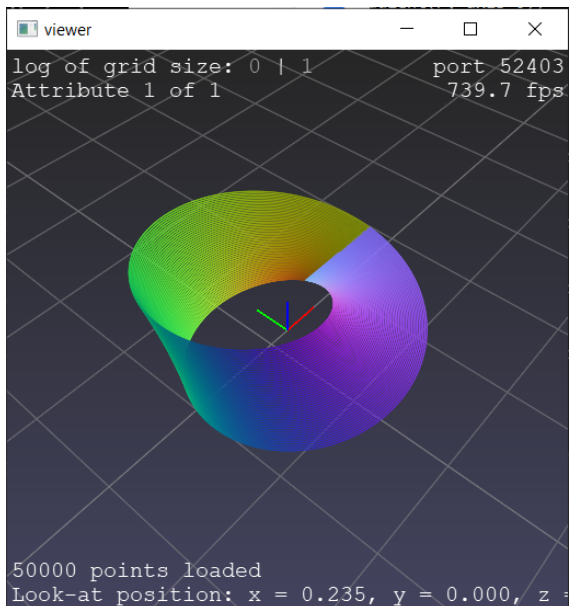 viewer
log of grid size: 0 | 1
port 52403
Attribute 1 of 1
739.7 fps
50000 points loaded
Look-at position: x = 0.235, y = 0.000, z =